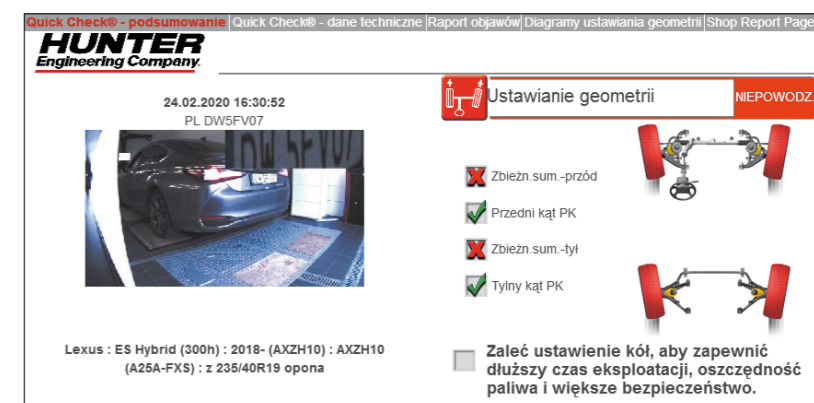 Quick Check® - podsumowanie Quick Check® - dane techniczne Raport objawów Diagramy ustawiania geometrii Shop Report Page
HUNTER
Engineering Company.
24.02.2020 16:30:52
PL DW5FV07
DW 5FV07
Lexus : ES Hybrid (300h) : 2018- (AXZH10) : AXZH10
(A25A-FXS) : z 235/40R19 opona
Ustawianie geometrii NIEPOWODZ.
Zbieżn.sum.-przód
Przedni kąt PK
Zbieżn.sum.-tył
Tylny kąt PK
Zaleć ustawienie kół, aby zapewnić
dłuższy czas eksploatacji, oszczędność
paliwa i większe bezpieczeństwo.